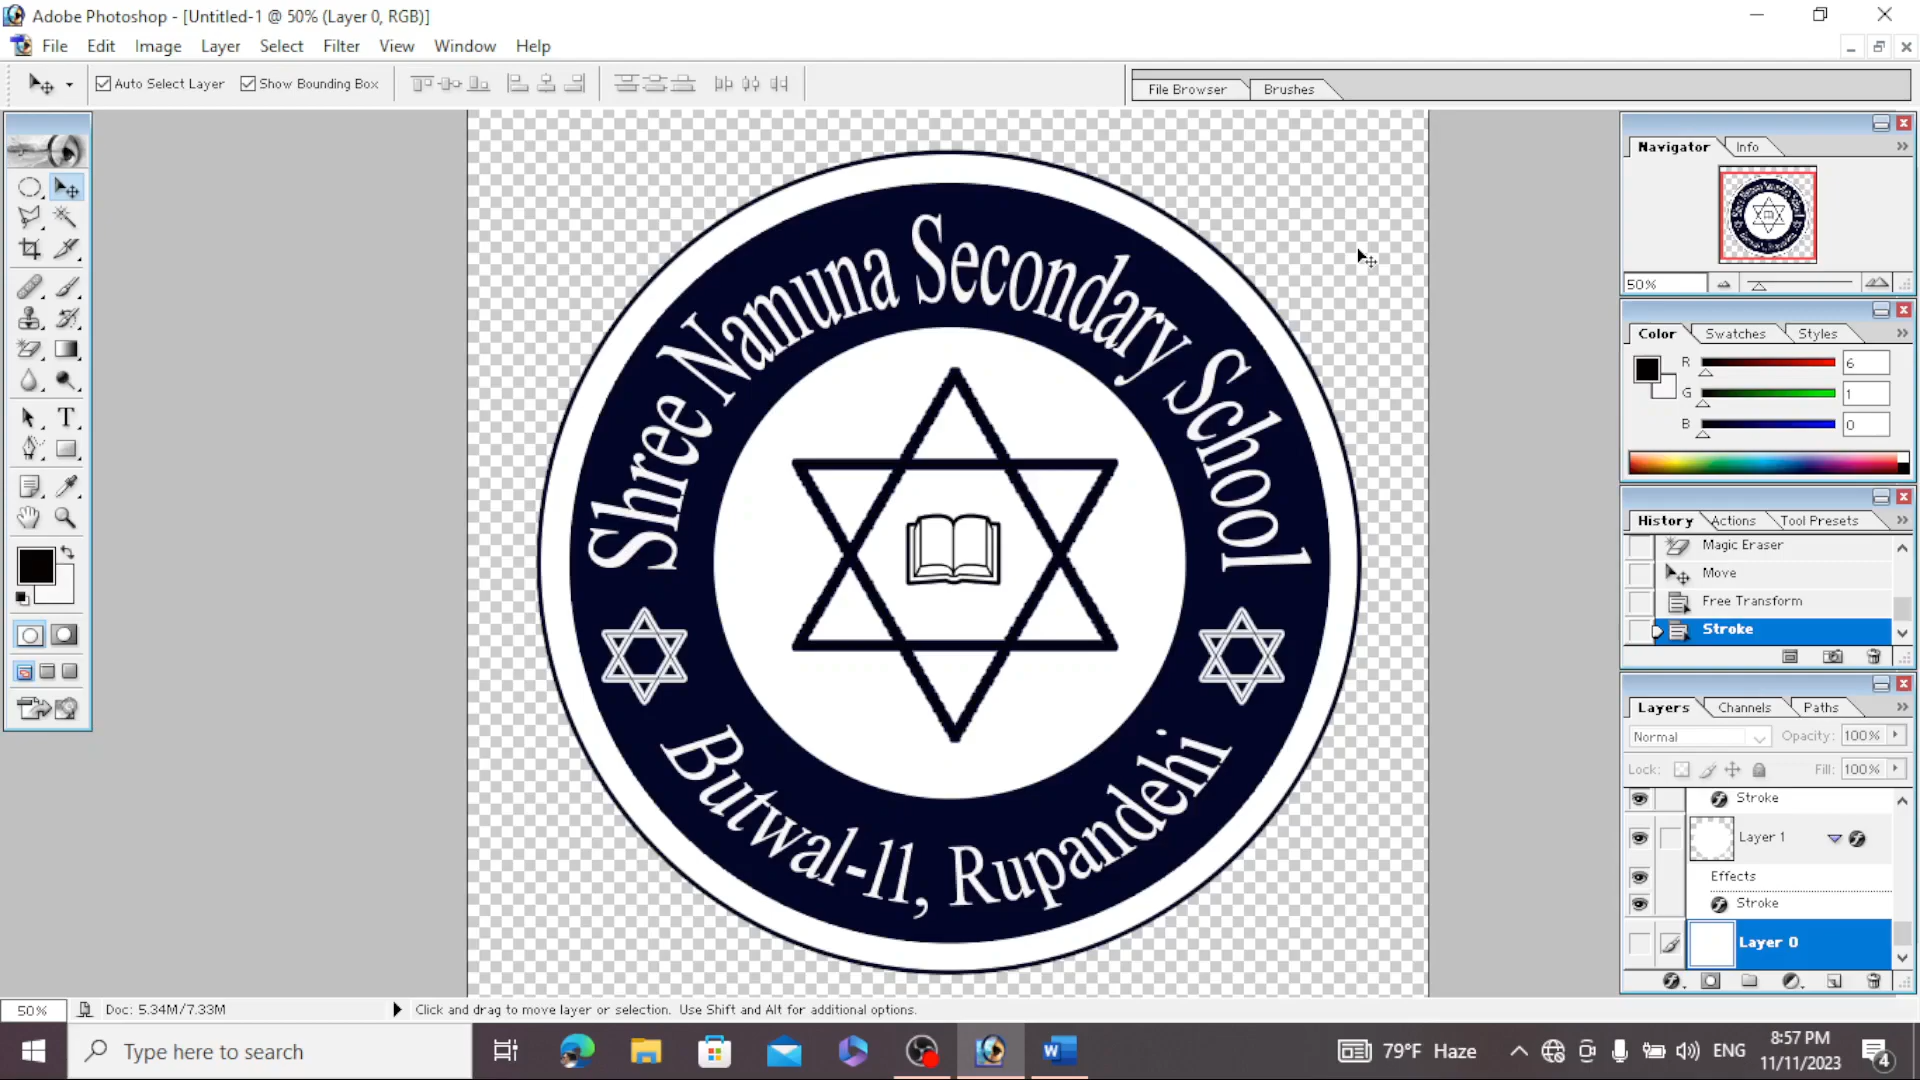 Adobe Photoshop - [Untitled-1 @ 50% (Layer 0, RGB)]
File Edit Image Layer Select Filter View Window Help
Auto Select Layer Show Bounding Box
File Browser Brushes
Navigator Info
50%
Color Swatches Styles
R 6
G 1
B 0
History Actions Tool Presets
Magic Eraser
Move
Free Transform
Stroke
Layers Channels Paths
Normal Opacity: 100%
Lock: Fill: 100%
Stroke
Layer 1
Effects
Stroke
Layer 0
Shree Namuna Secondary School
Butwal-11, Rupandehi
50% Doc: 5.34M/7.33M Click and drag to move layer or selection. Use Shift and Alt for additional options.
Type here to search
79°F Haze
ENG
8:57 PM
11/11/2023
4